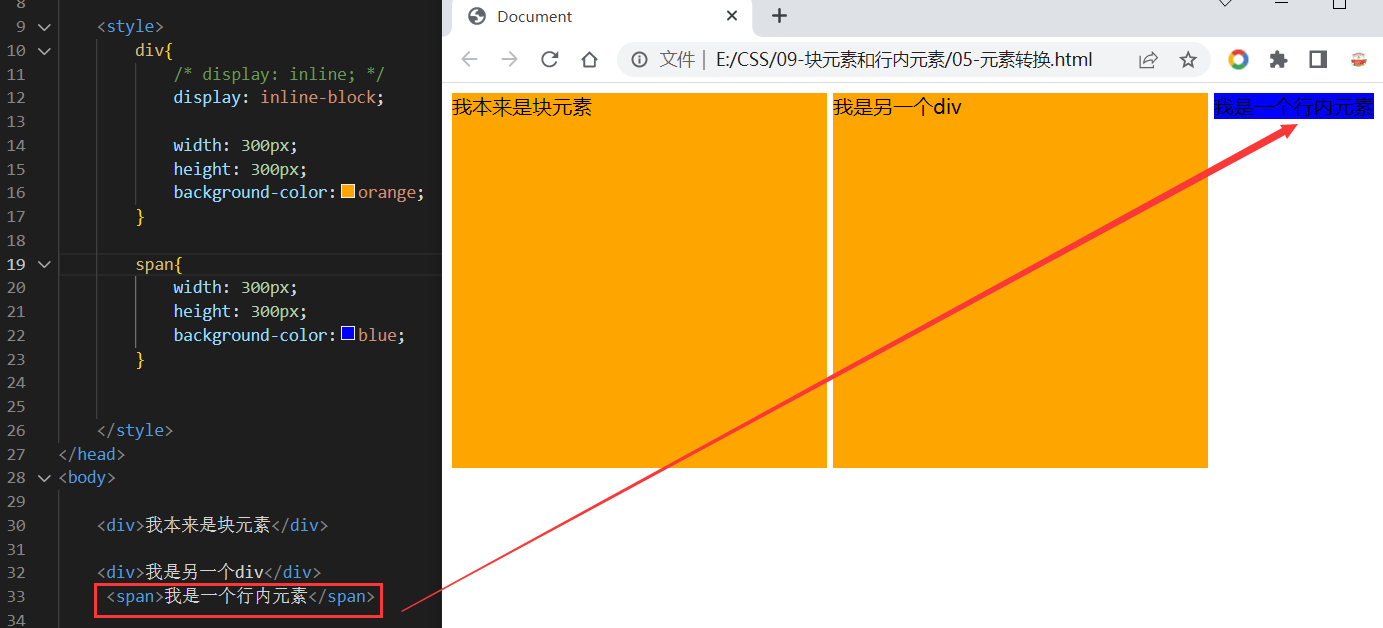 8
9 <style>
10 div{
11 /* display: inline; */
12 display: inline-block;
13
14 width: 300px;
15 height: 300px;
16 background-color: orange;
17 }
18
19 span{
20 width: 300px;
21 height: 300px;
22 background-color: blue;
23 }
24
25
26 </style>
27 </head>
28 <body>
29
30 <div>我本来是块元素</div>
31
32 <div>我是另一个div</div>
33 <span>我是一个行内元素</span>
34
Document
文件 | E:/CSS/09-块元素和行内元素/05-元素转换.html
我本来是块元素 我是另一个div 我是一个行内元素